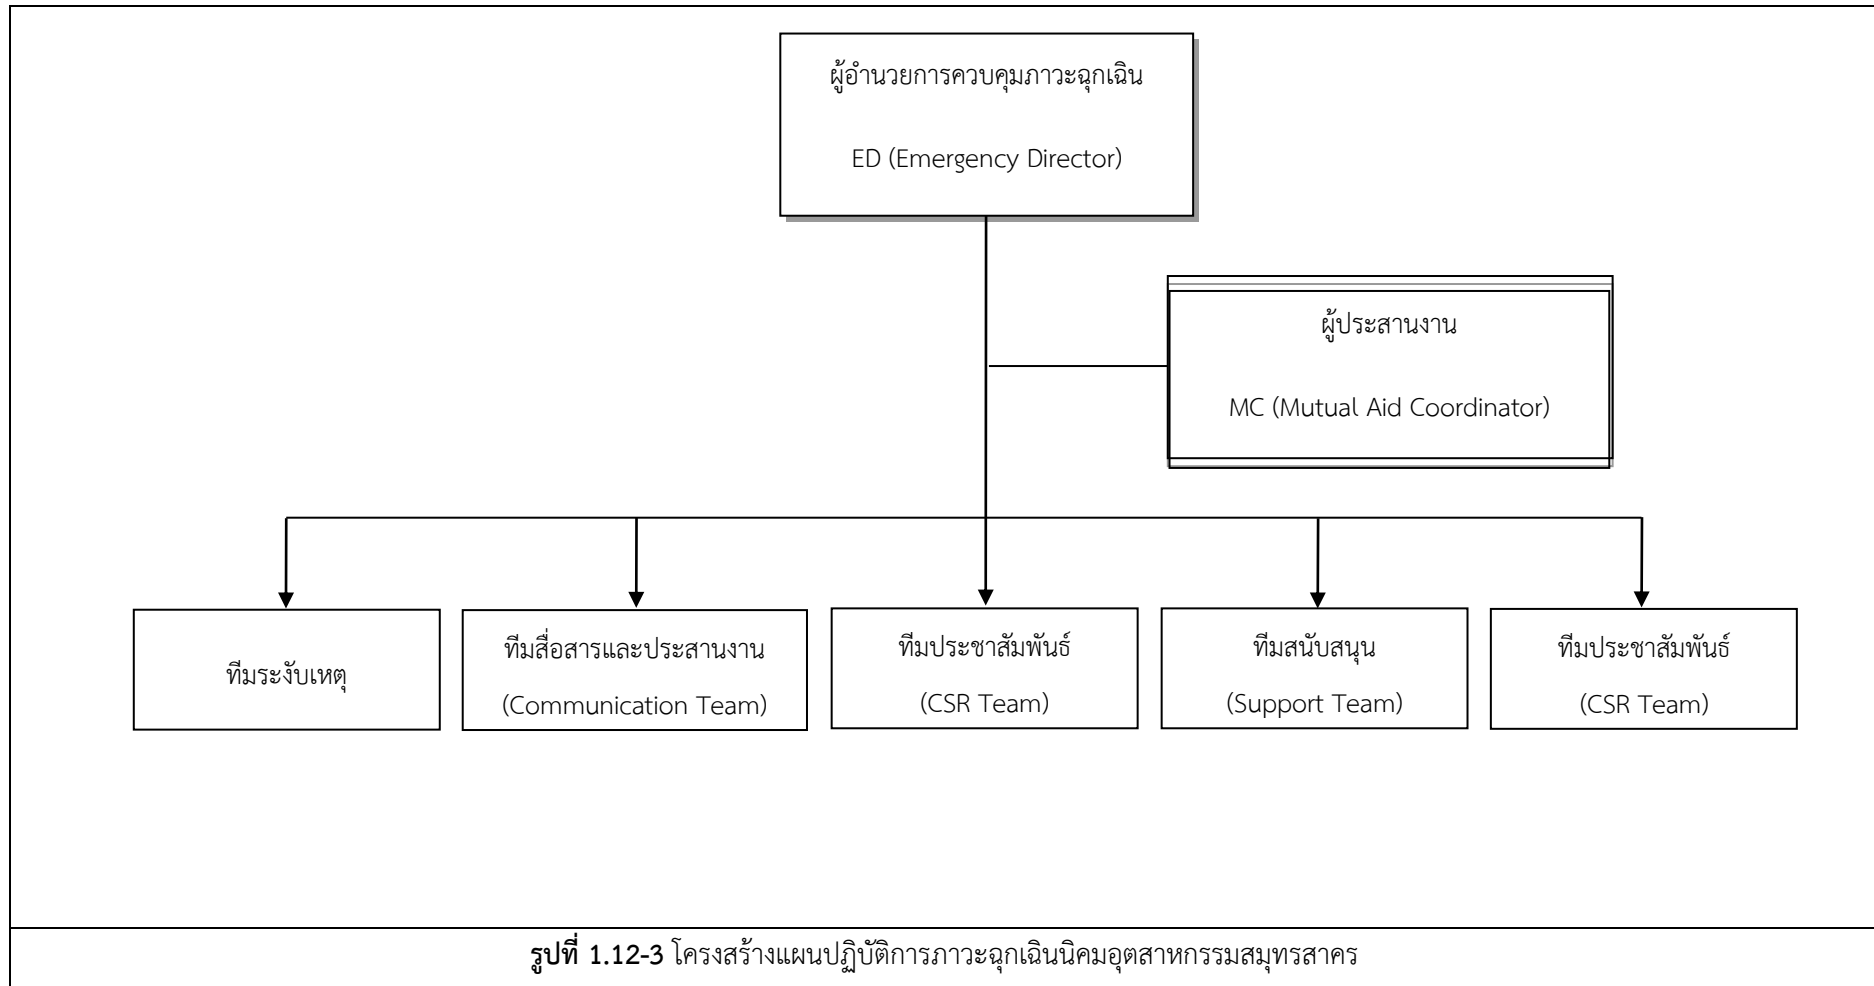 ผู้อำนวยการควบคุมภาวะฉุกเฉิน
ED (Emergency Director)
ผู้ประสานงาน
MC (Mutual Aid Coordinator)
ทีมระงับเหตุ
ทีมสื่อสารและประสานงาน
(Communication Team)
ทีมประชาสัมพันธ์
(CSR Team)
ทีมสนับสนุน
(Support Team)
ทีมประชาสัมพันธ์
(CSR Team)
รูปที่ 1.12-3 โครงสร้างแผนปฏิบัติการภาวะฉุกเฉินนิคมอุตสาหกรรมสมุทรสาคร